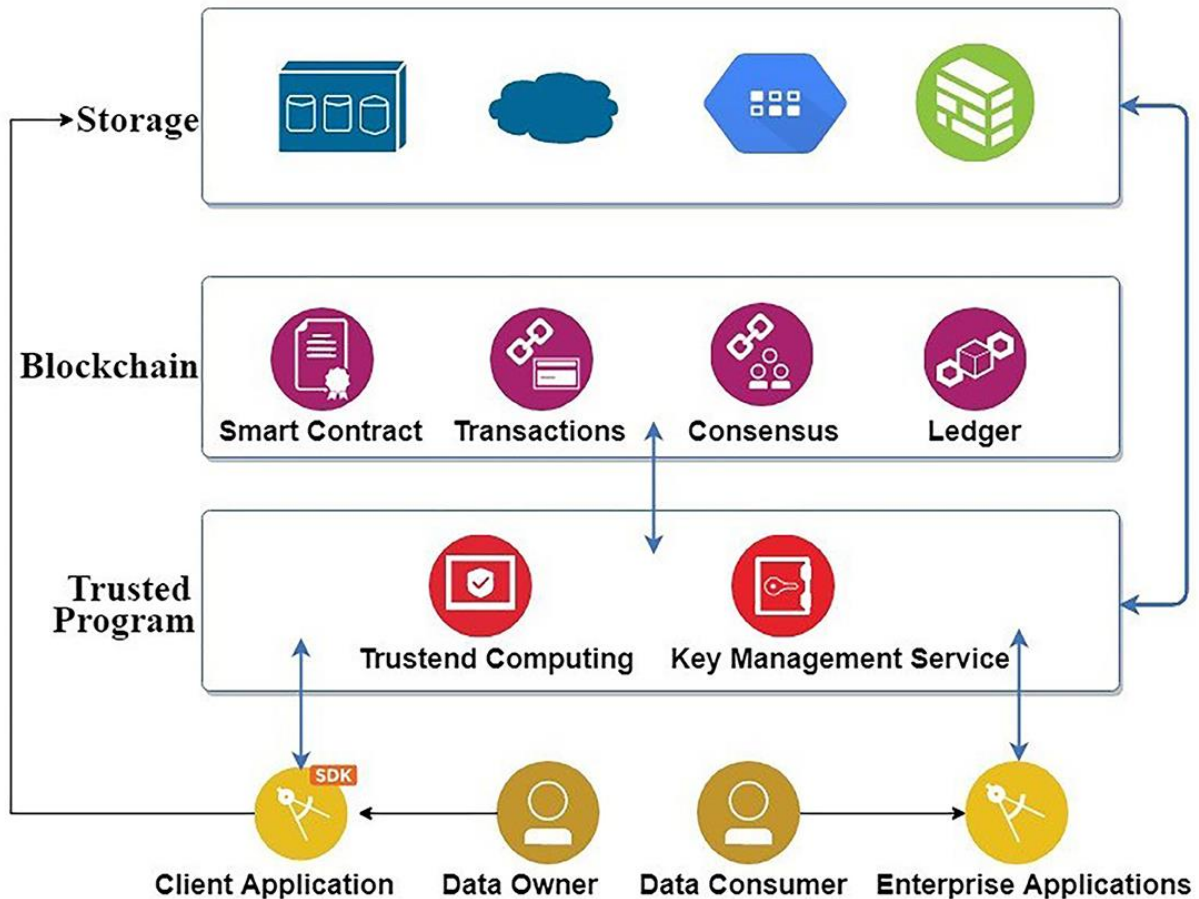 Storage
Blockchain
Smart Contract
Transactions
Consensus
Ledger
Trusted
Program
Trustend Computing
Key Management Service
SDK
Client Application
Data Owner
Data Consumer
Enterprise Applications